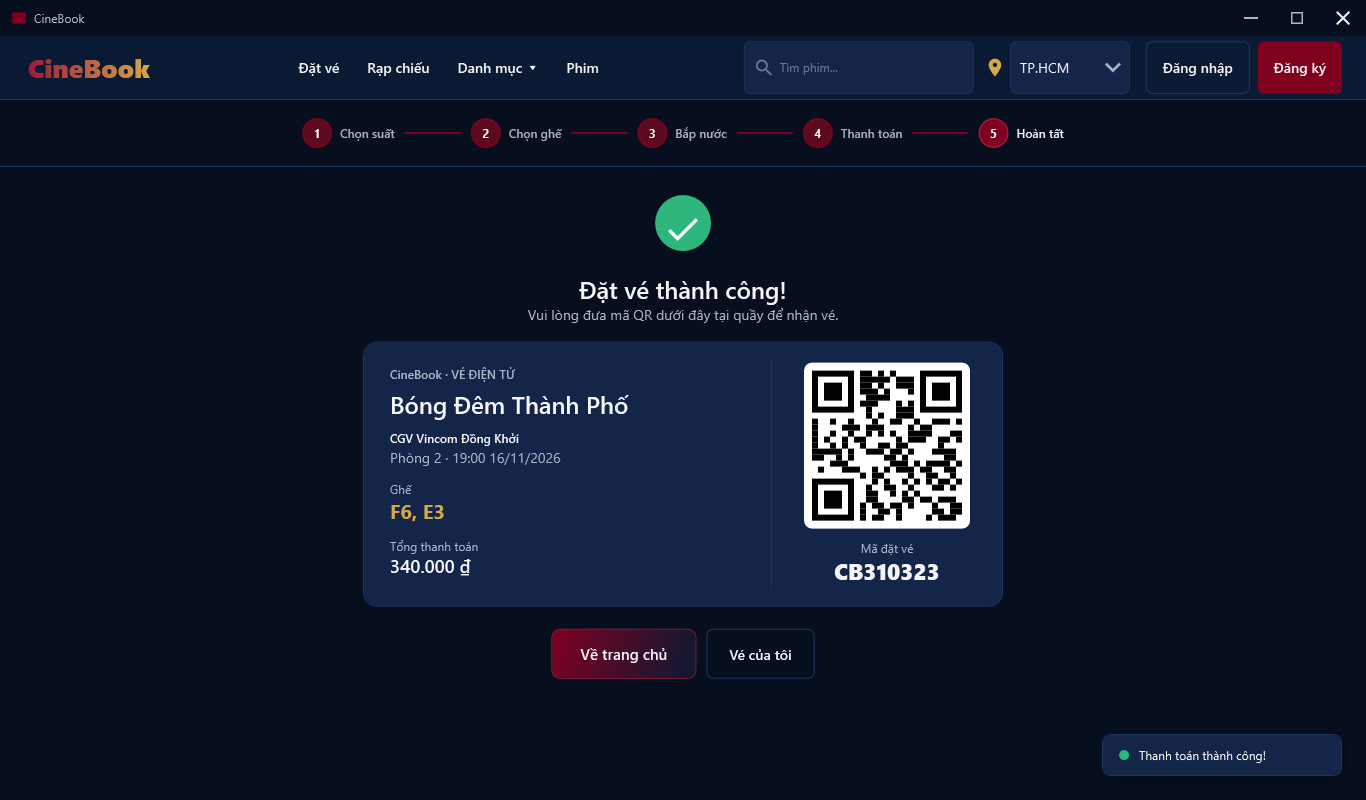 CineBook
CineBook
Đặt vé
Rạp chiếu
Danh mục
Phim
Tìm phim...
TP.HCM
Đăng nhập
Đăng ký
1 Chọn suất
2 Chọn ghế
3 Bắp nước
4 Thanh toán
5 Hoàn tất
Đặt vé thành công!
Vui lòng đưa mã QR dưới đây tại quầy để nhận vé.
CineBook · VÉ ĐIỆN TỬ
Bóng Đêm Thành Phố
CGV Vincom Đồng Khởi
Phòng 2 · 19:00 16/11/2026
Ghế
F6, E3
Tổng thanh toán
340.000 ₫
Mã đặt vé
CB310323
Về trang chủ
Vé của tôi
Thanh toán thành công!